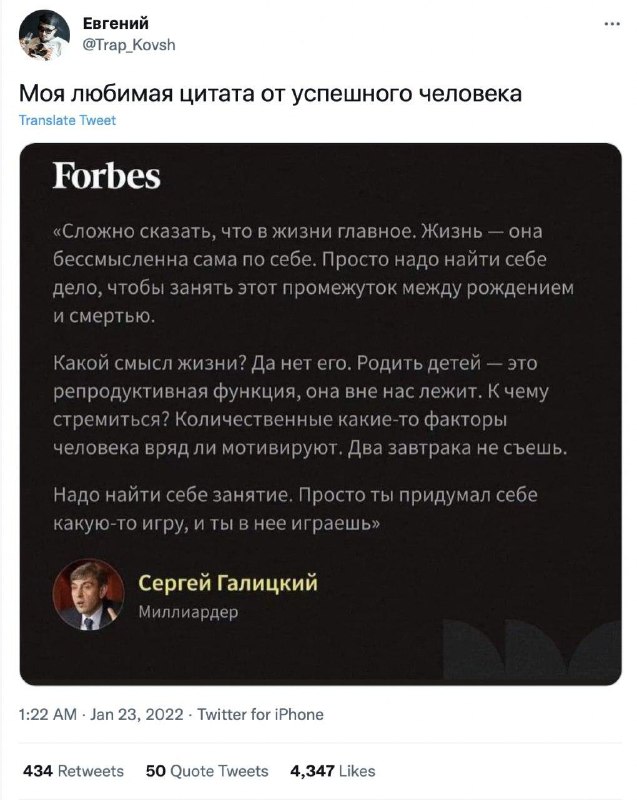 Евгений
@Trap_Kovsh
Моя любимая цитата от успешного человека
Translate Tweet
Forbes
«Сложно сказать, что в жизни главное. Жизнь — она
бессмысленна сама по себе. Просто надо найти себе
дело, чтобы занять этот промежуток между рождением
и смертью.
Какой смысл жизни? Да нет его. Родить детей — это
репродуктивная функция, она вне нас лежит. К чему
стремиться? Количественные какие-то факторы
человека вряд ли мотивируют. Два завтрака не съешь.
Надо найти себе занятие. Просто ты придумал себе
какую-то игру, и ты в нее играешь»
Сергей Галицкий
Миллиардер
1:22 AM · Jan 23, 2022 · Twitter for iPhone
434 Retweets 50 Quote Tweets 4,347 Likes